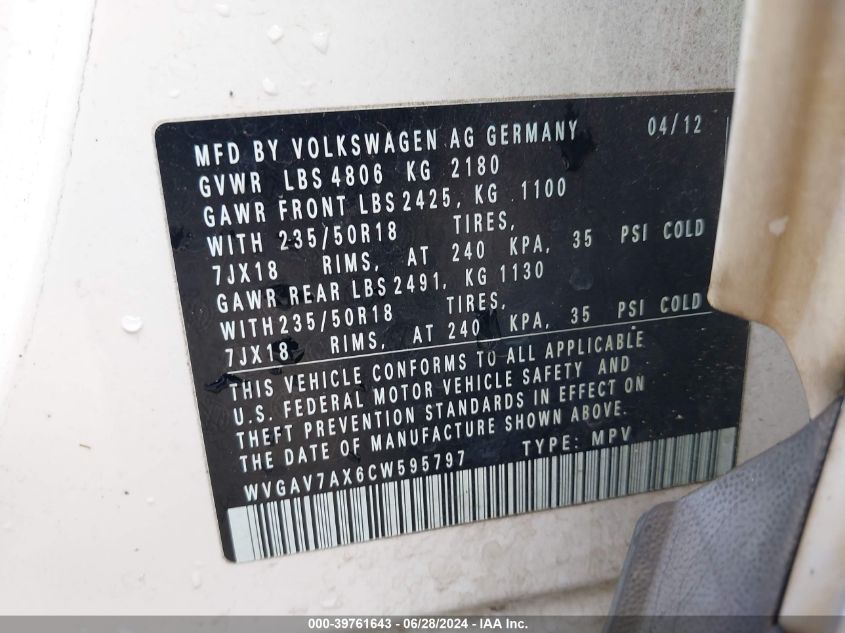 MFD BY VOLKSWAGEN AG GERMANY 04/12
GVWR LBS 4806 KG 2180
GAWR FRONT LBS 2425, KG 1100
WITH 235/50R18 TIRES,
7JX18 RIMS, AT 240 KPA, 35 PSI COLD
GAWR REAR LBS 2491, KG 1130
WITH 235/50R18 TIRES,
7JX18 RIMS, AT 240 KPA, 35 PSI COLD
THIS VEHICLE CONFORMS TO ALL APPLICABLE
U.S. FEDERAL MOTOR VEHICLE SAFETY AND
THEFT PREVENTION STANDARDS IN EFFECT ON
THE DATE OF MANUFACTURE SHOWN ABOVE.
WVGAV7AX6CW595797 TYPE: MPV
000-39761643 - 06/28/2024 - IAA Inc.